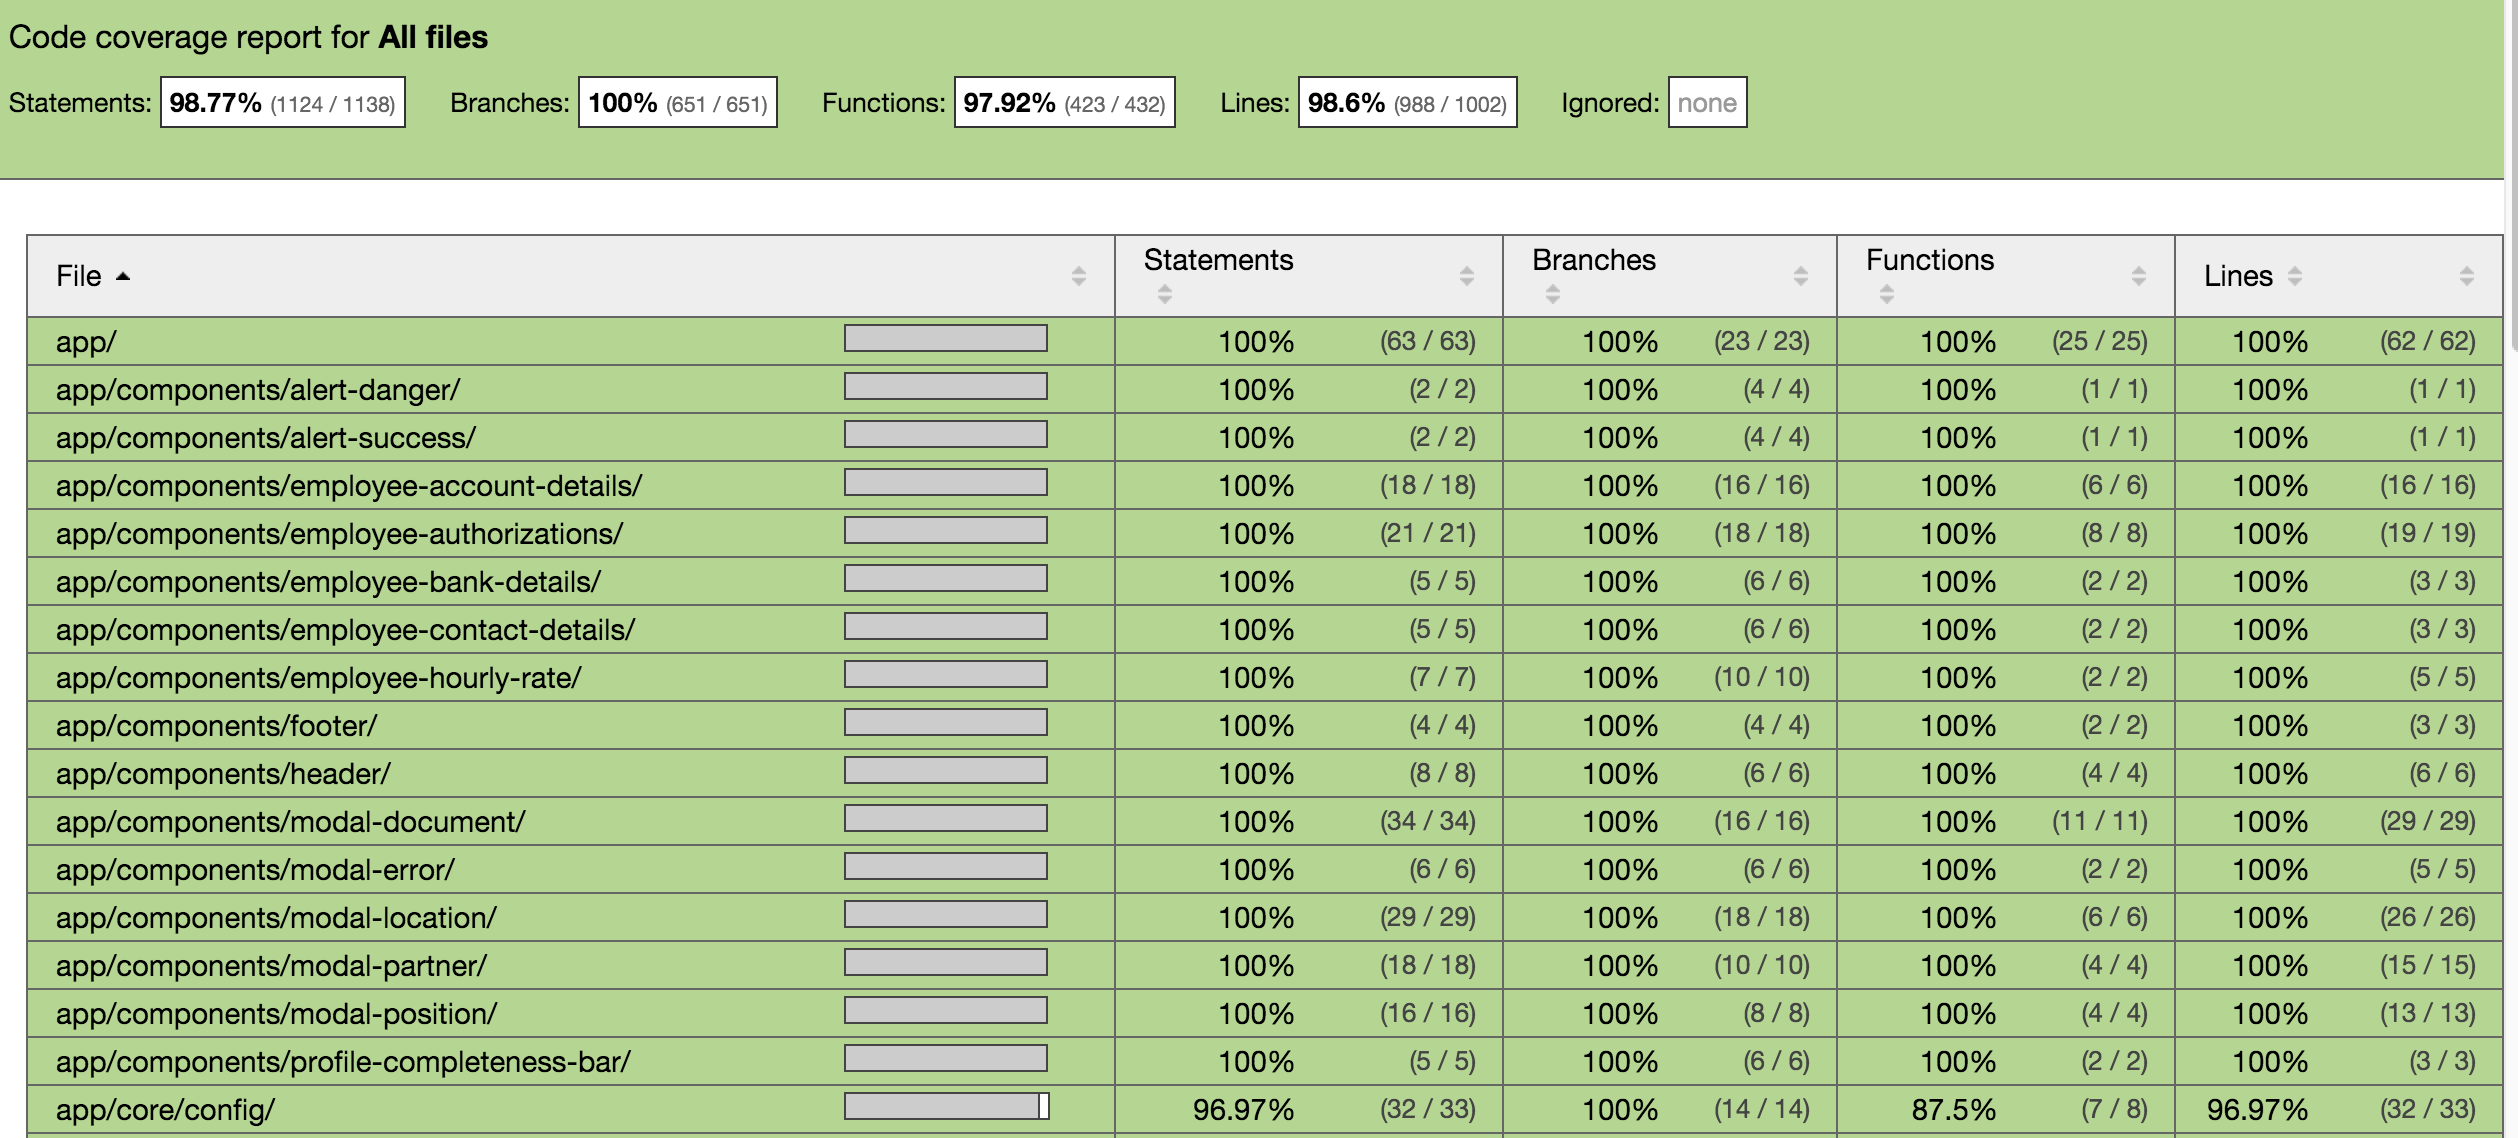 Code coverage report for All files
Statements: 98.77% (1124 / 1138) Branches: 100% (651 / 651) Functions: 97.92% (423 / 432) Lines: 98.6% (988 / 1002) Ignored: none
File Statements Branches Functions Lines
app/ 100% (63 / 63) 100% (23 / 23) 100% (25 / 25) 100% (62 / 62)
app/components/alert-danger/ 100% (2 / 2) 100% (4 / 4) 100% (1 / 1) 100% (1 / 1)
app/components/alert-success/ 100% (2 / 2) 100% (4 / 4) 100% (1 / 1) 100% (1 / 1)
app/components/employee-account-details/ 100% (18 / 18) 100% (16 / 16) 100% (6 / 6) 100% (16 / 16)
app/components/employee-authorizations/ 100% (21 / 21) 100% (18 / 18) 100% (8 / 8) 100% (19 / 19)
app/components/employee-bank-details/ 100% (5 / 5) 100% (6 / 6) 100% (2 / 2) 100% (3 / 3)
app/components/employee-contact-details/ 100% (5 / 5) 100% (6 / 6) 100% (2 / 2) 100% (3 / 3)
app/components/employee-hourly-rate/ 100% (7 / 7) 100% (10 / 10) 100% (2 / 2) 100% (5 / 5)
app/components/footer/ 100% (4 / 4) 100% (4 / 4) 100% (2 / 2) 100% (3 / 3)
app/components/header/ 100% (8 / 8) 100% (6 / 6) 100% (4 / 4) 100% (6 / 6)
app/components/modal-document/ 100% (34 / 34) 100% (16 / 16) 100% (11 / 11) 100% (29 / 29)
app/components/modal-error/ 100% (6 / 6) 100% (6 / 6) 100% (2 / 2) 100% (5 / 5)
app/components/modal-location/ 100% (29 / 29) 100% (18 / 18) 100% (6 / 6) 100% (26 / 26)
app/components/modal-partner/ 100% (18 / 18) 100% (10 / 10) 100% (4 / 4) 100% (15 / 15)
app/components/modal-position/ 100% (16 / 16) 100% (8 / 8) 100% (4 / 4) 100% (13 / 13)
app/components/profile-completeness-bar/ 100% (5 / 5) 100% (6 / 6) 100% (2 / 2) 100% (3 / 3)
app/core/config/ 96.97% (32 / 33) 100% (14 / 14) 87.5% (7 / 8) 96.97% (32 / 33)